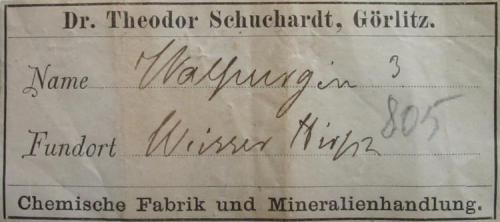 Dr. Theodor Schuchardt, Görlitz.
Name Walpurgin 3
805
Fundort Weisser Hirsch
Chemische Fabrik und Mineralienhandlung.